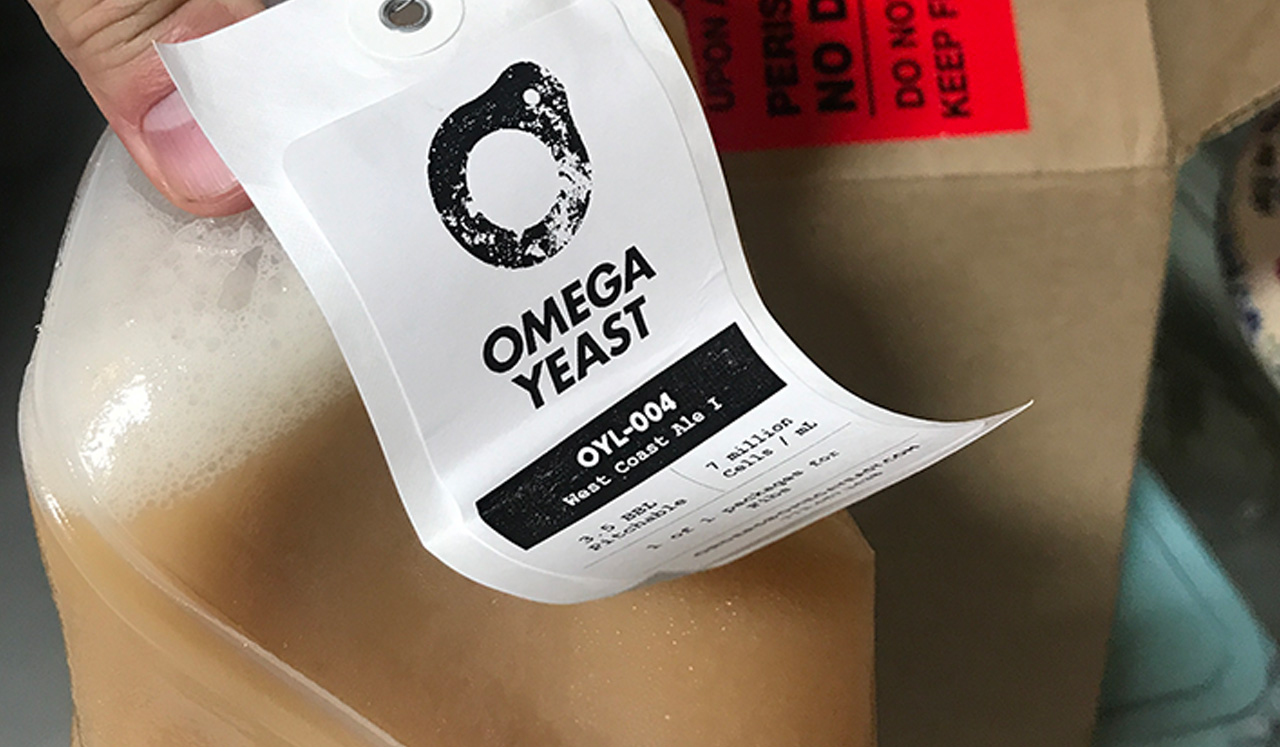 OMEGA
YEAST
OYL-004
West Coast Ale I
3.5 BBL
Pitchable
7 million
Cells / mL
1 of 1 packages for
UPON
PERIS
NO D
DO NO
KEEP F